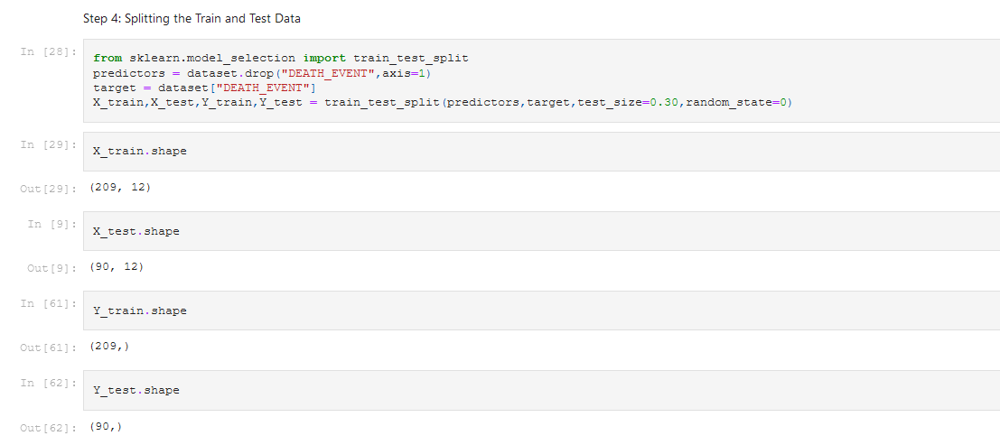 Step 4: Splitting the Train and Test Data
In [28]:
from sklearn.model_selection import train_test_split
predictors = dataset.drop("DEATH_EVENT",axis=1)
target = dataset["DEATH_EVENT"]
X_train,X_test,Y_train,Y_test = train_test_split(predictors,target,test_size=0.30,random_state=0)
In [29]:
X_train.shape
Out[29]: (209, 12)
In [9]:
X_test.shape
Out[9]: (90, 12)
In [61]:
Y_train.shape
Out[61]: (209,)
In [62]:
Y_test.shape
Out[62]: (90,)